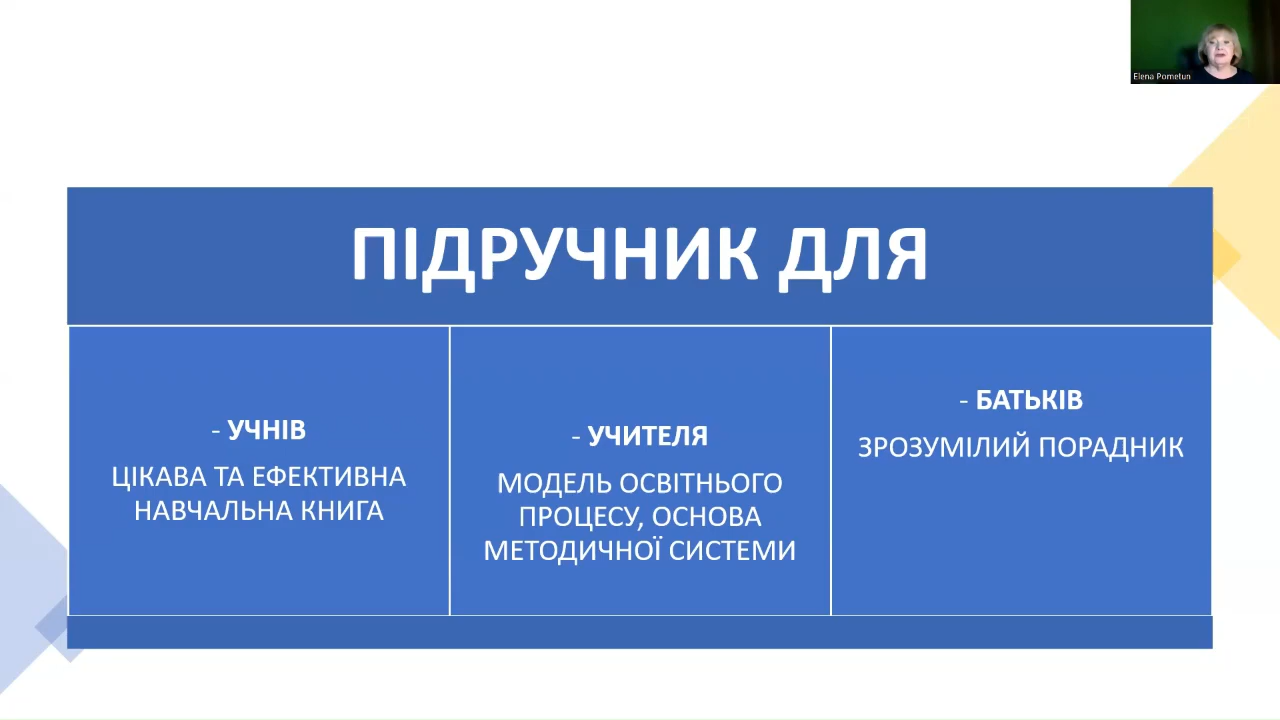 Elena Pometun
ПІДРУЧНИК ДЛЯ
- УЧНІВ
ЦІКАВА ТА ЕФЕКТИВНА
НАВЧАЛЬНА КНИГА
- УЧИТЕЛЯ
МОДЕЛЬ ОСВІТНЬОГО
ПРОЦЕСУ, ОСНОВА
МЕТОДИЧНОЇ СИСТЕМИ
- БАТЬКІВ
ЗРОЗУМІЛИЙ ПОРАДНИК